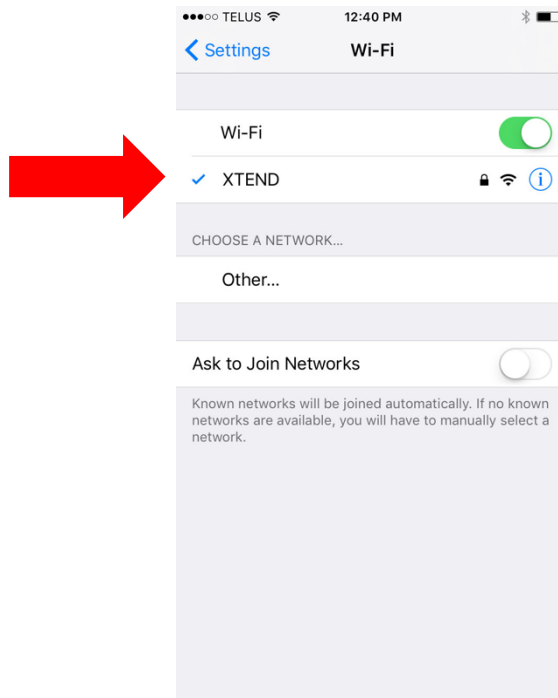 TELUS 12:40 PM
Settings Wi-Fi
Wi-Fi
XTEND
CHOOSE A NETWORK...
Other...
Ask to Join Networks
Known networks will be joined automatically. If no known
networks are available, you will have to manually select a
network.